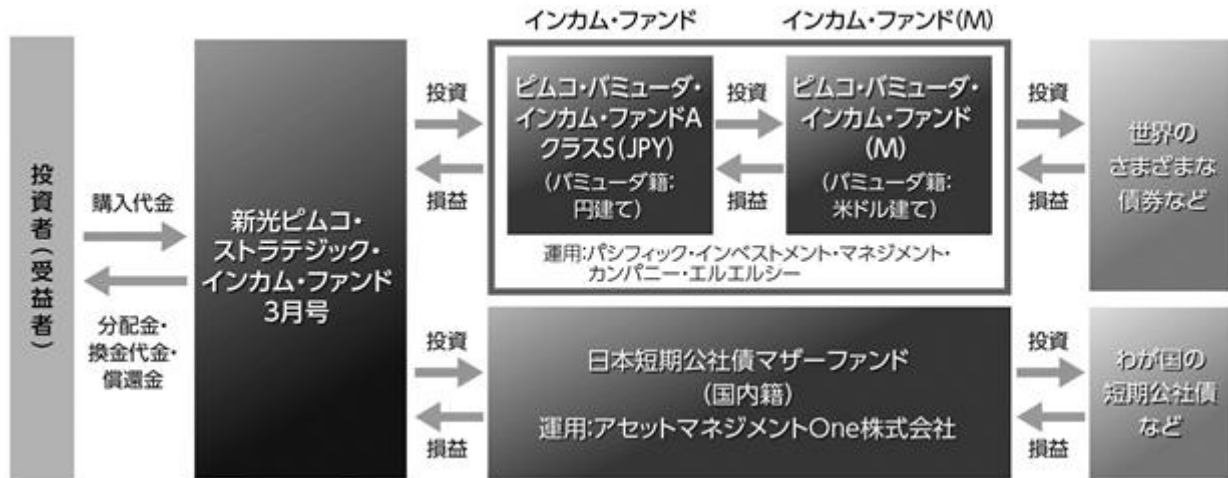 インカム・ファンド
インカム・ファンド(M)
投資者(受益者)
購入代金
分配金・
換金代金・
償還金
新光ピムコ・
ストラテジック・
インカム・ファンド
3月号
投資
損益
ピムコ・バミューダ・
インカム・ファンドA
クラスS(JPY)
(バミューダ籍:
円建て)
投資
損益
ピムコ・バミューダ・
インカム・ファンド
(M)
(バミューダ籍:
米ドル建て)
運用:パシフィック・インベストメント・マネジメント・
カンパニー・エルエルシー
投資
損益
世界の
さまざまな
債券など
投資
損益
日本短期公社債マザーファンド
(国内籍)
運用:アセットマネジメントOne株式会社
投資
損益
わが国の
短期公社債
など